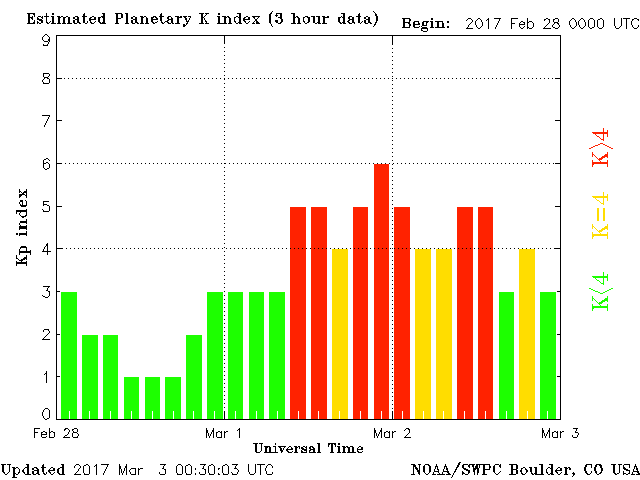 Estimated Planetary K index (3 hour data) Begin: 2017 Feb 28 0000 UTC
9
8
7
6
5
4
3
2
1
0
Kp index
K>4
K=4
K<4
Feb 28 Mar 1 Mar 2 Mar 3
Universal Time
Updated 2017 Mar 3 00:30:03 UTC NOAA/SWPC Boulder, CO USA